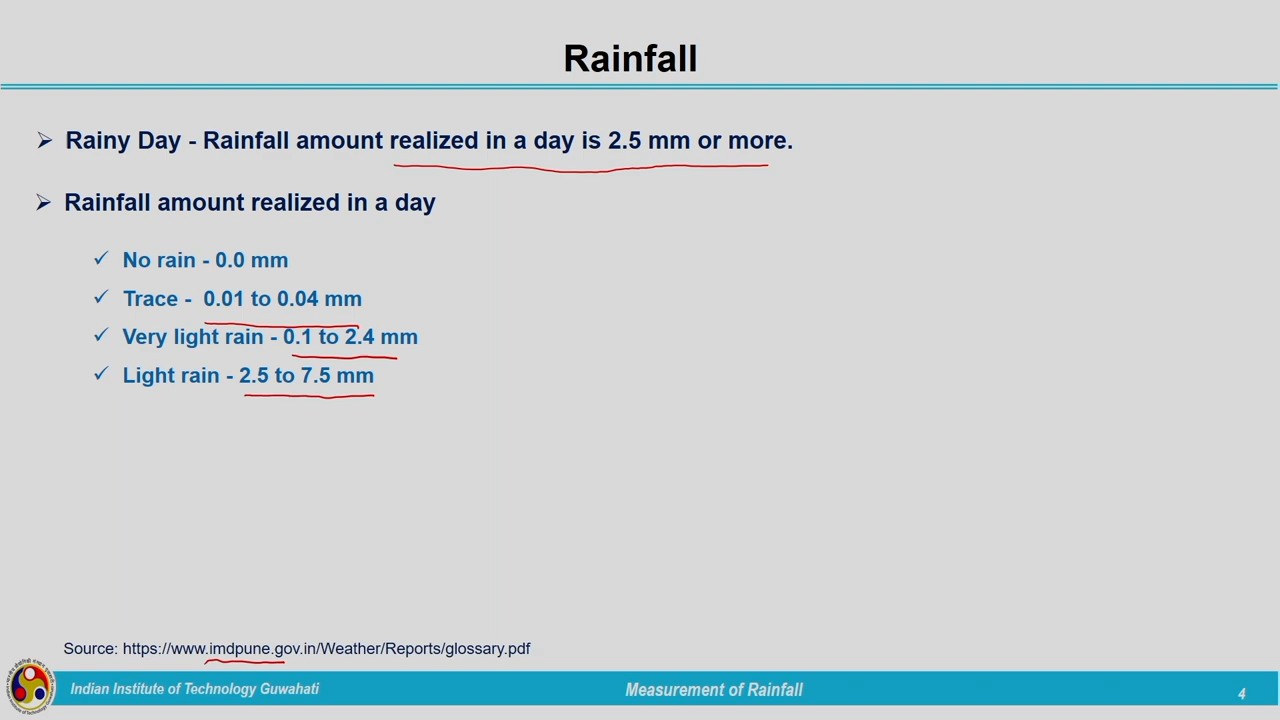 Rainfall
➢ Rainy Day - Rainfall amount realized in a day is 2.5 mm or more.
➢ Rainfall amount realized in a day
✓ No rain - 0.0 mm
✓ Trace - 0.01 to 0.04 mm
✓ Very light rain - 0.1 to 2.4 mm
✓ Light rain - 2.5 to 7.5 mm
Source: https://www.imdpune.gov.in/Weather/Reports/glossary.pdf
Indian Institute of Technology Guwahati
Measurement of Rainfall
4